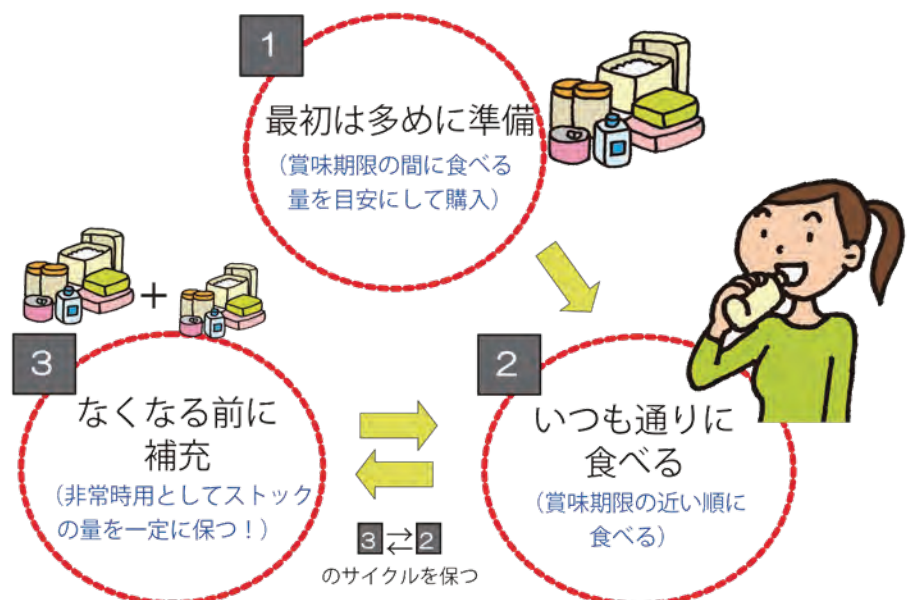 1
最初は多めに準備
(賞味期限の間に食べる
量を目安にして購入)
2
いつも通りに
食べる
(賞味期限の近い順に
食べる)
3
+
なくなる前に
補充
(非常時用としてストック
の量を一定に保つ!)
3⇄2
のサイクルを保つ